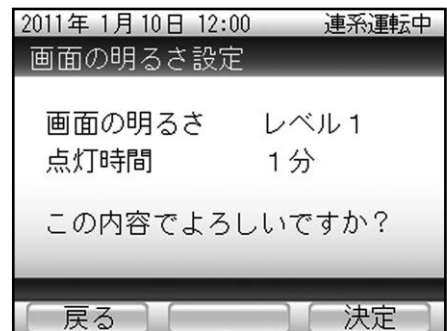 2011年 1月10日 12:00 連系運転中
画面の明るさ設定
画面の明るさ レベル1
点灯時間 1分
この内容でよろしいですか？
戻る 決定